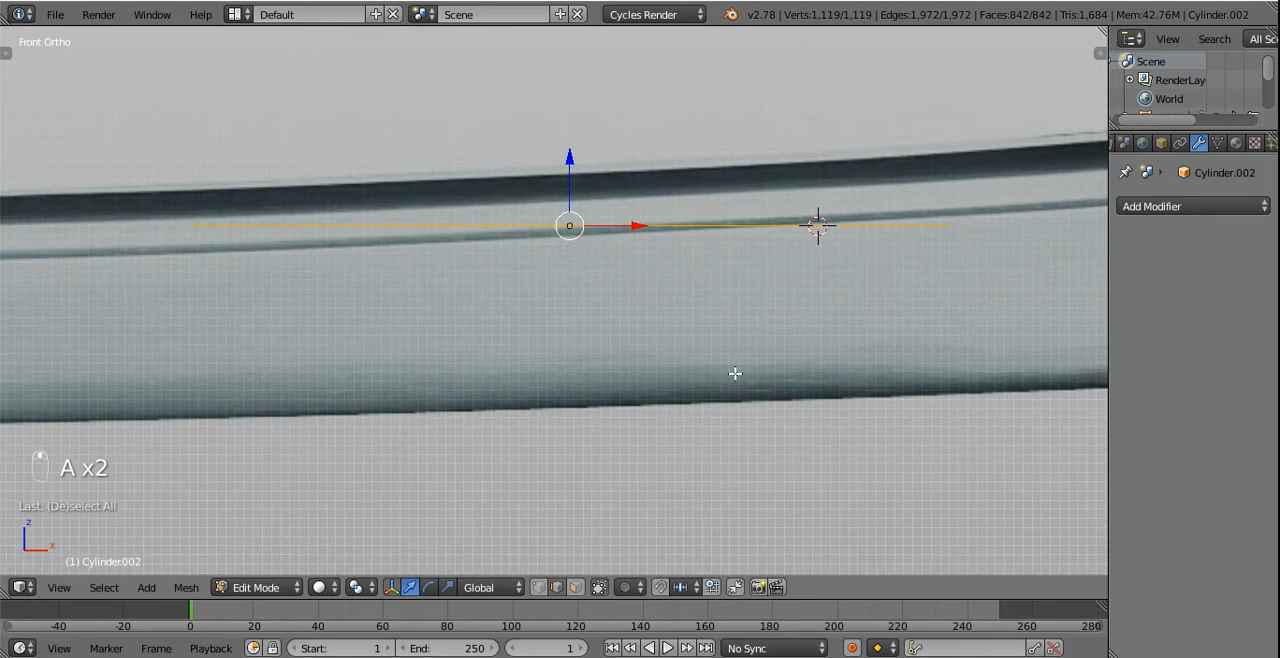 File Render Window Help Default Scene Cycles Render v2.78 | Verts:1,119/1,119 | Edges:1,972/1,972 | Faces:842/842 | Tris:1,684 | Mem:42.76M | Cylinder.002
Front Ortho
View Search All Sc
Scene
RenderLay
World
Cylinder.002
Add Modifier
A x2
Last: (De)select All
z
x
(1) Cylinder.002
View Select Add Mesh Edit Mode Global
-40 -20 0 20 40 60 80 100 120 140 160 180 200 220 240 260 280
View Marker Frame Playback Start: 1 End: 250 1 No Sync